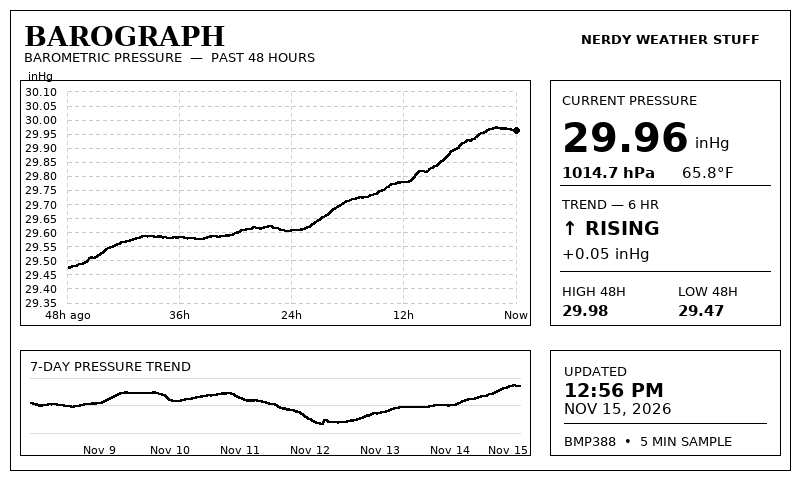 BAROGRAPH
BAROMETRIC PRESSURE — PAST 48 HOURS
NERDY WEATHER STUFF
inHg
30.10
30.05
30.00
29.95
29.90
29.85
29.80
29.75
29.70
29.65
29.60
29.55
29.50
29.45
29.40
29.35
48h ago 36h 24h 12h Now
CURRENT PRESSURE
29.96 inHg
1014.7 hPa 65.8°F
TREND — 6 HR
↑ RISING
+0.05 inHg
HIGH 48H LOW 48H
29.98 29.47
7-DAY PRESSURE TREND
Nov 9 Nov 10 Nov 11 Nov 12 Nov 13 Nov 14 Nov 15
UPDATED
12:56 PM
NOV 15, 2026
BMP388 • 5 MIN SAMPLE